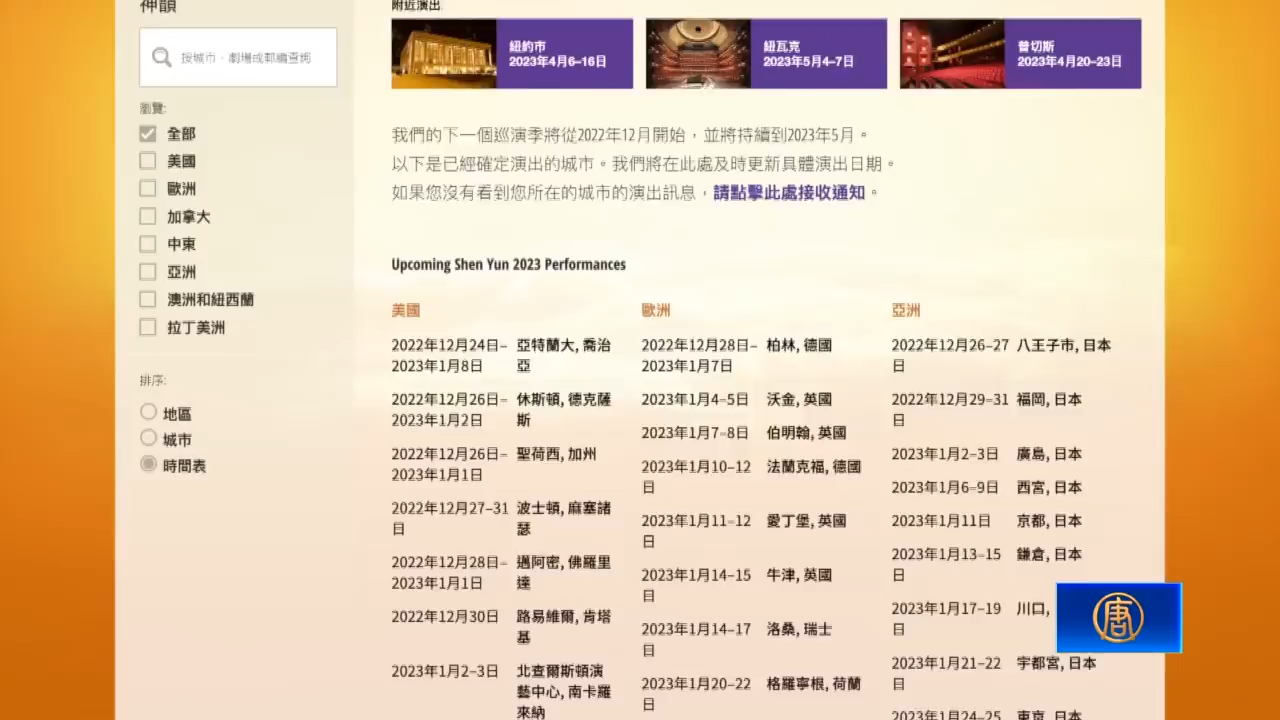 神韻
按城市、劇場或郵編查詢
瀏覽:
全部
美國
歐洲
加拿大
中東
亞洲
澳洲和紐西蘭
拉丁美洲
排序:
地區
城市
時間表
附近演出
紐約市
2023年4月6–16日
紐瓦克
2023年5月4–7日
普切斯
2023年4月20–23日
我們的下一個巡演季將從2022年12月開始，並將持續到2023年5月。
以下是已經確定演出的城市。我們將在此處及時更新具體演出日期。
如果您沒有看到您所在的城市的演出訊息，請點擊此處接收通知。
Upcoming Shen Yun 2023 Performances
美國
2022年12月24日– 亞特蘭大, 喬治
2023年1月8日 亞
2022年12月26日– 休斯頓, 德克薩
2023年1月2日 斯
2022年12月26日– 聖荷西, 加州
2023年1月1日
2022年12月27–31 波士頓, 麻塞諸
日 瑟
2022年12月28日– 邁阿密, 佛羅里
2023年1月1日 達
2022年12月30日 路易維爾, 肯塔
基
2023年1月2–3日 北查爾斯頓演
藝中心, 南卡羅
來納
歐洲
2022年12月28日– 柏林, 德國
2023年1月7日
2023年1月4–5日 沃金, 英國
2023年1月7–8日 伯明翰, 英國
2023年1月10–12 法蘭克福, 德國
日
2023年1月11–12 愛丁堡, 英國
日
2023年1月14–15 牛津, 英國
日
2023年1月14–17 洛桑, 瑞士
日
2023年1月20–22 格羅寧根, 荷蘭
日
亞洲
2022年12月26–27 八王子市, 日本
日
2022年12月29–31 福岡, 日本
日
2023年1月2–3日 廣島, 日本
2023年1月6–9日 西宮, 日本
2023年1月11日 京都, 日本
2023年1月13–15 鎌倉, 日本
日
2023年1月17–19 川口,
日
2023年1月21–22 宇都宮, 日本
日
2023年1月24–25 東京, 日本
唐